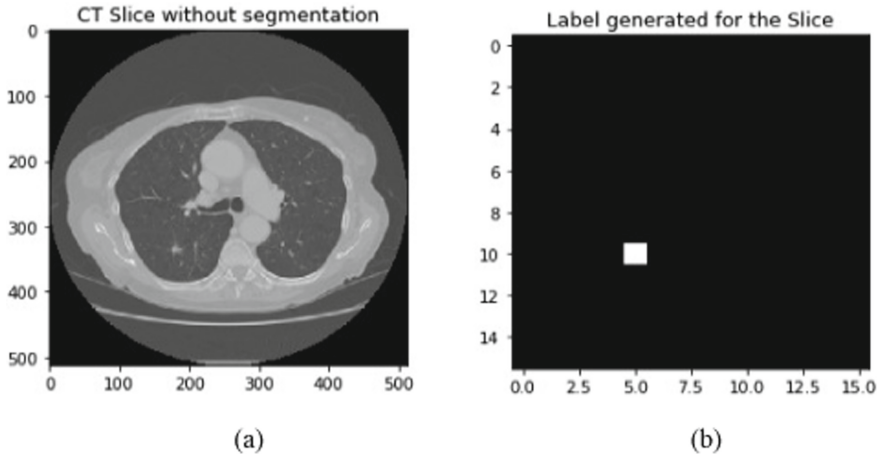 CT Slice without segmentation
0
100
200
300
400
500
0 100 200 300 400 500
(a)
Label generated for the Slice
0
2
4
6
8
10
12
14
0.0 2.5 5.0 7.5 10.0 12.5 15.0
(b)